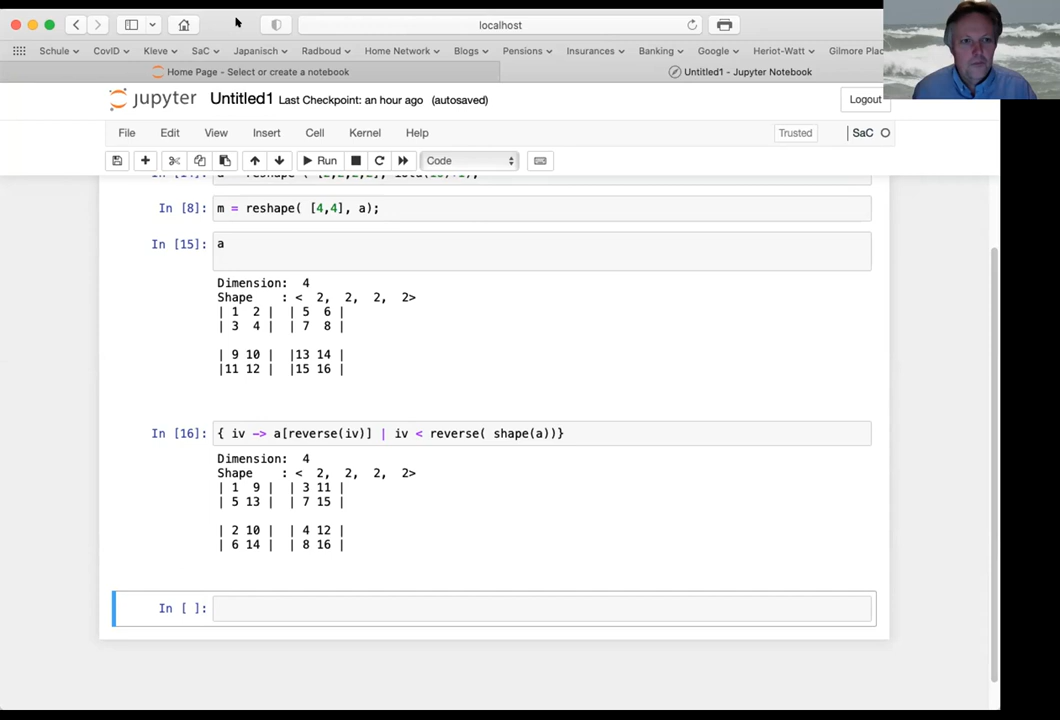 localhost
Schule CovID Kleve SaC Japanisch Radboud Home Network Blogs Pensions Insurances Banking Google Heriot-Watt Gilmore Plac
Home Page - Select or create a notebook Untitled1 - Jupyter Notebook
jupyter Untitled1 Last Checkpoint: an hour ago (autosaved) Logout
File Edit View Insert Cell Kernel Help Trusted SaC
Run Code
In [8]: m = reshape( [4,4], a);
In [15]: a
Dimension: 4
Shape : < 2, 2, 2, 2>
| 1 2 | | 5 6 |
| 3 4 | | 7 8 |
| 9 10 | |13 14 |
|11 12 | |15 16 |
In [16]: { iv -> a[reverse(iv)] | iv < reverse( shape(a))}
Dimension: 4
Shape : < 2, 2, 2, 2>
| 1 9 | | 3 11 |
| 5 13 | | 7 15 |
| 2 10 | | 4 12 |
| 6 14 | | 8 16 |
In [ ]: